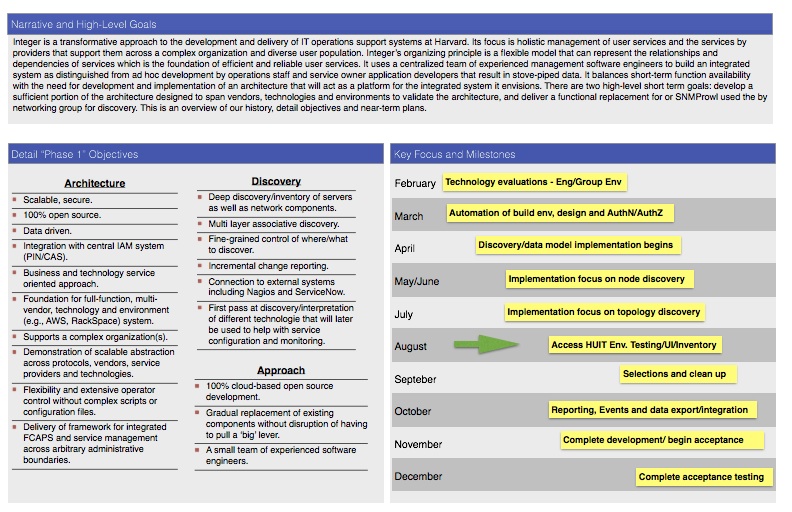 Narrative and High-Level Goals
Integer is a transformative approach to the development and delivery of IT operations support systems at Harvard. Its focus is holistic management of user services and the services by
providers that support them across a complex organization and diverse user population. Integer's organizing principle is a flexible model that can represent the relationships and
dependencies of services which is the foundation of efficient and reliable user services. It uses a centralized team of experienced management software engineers to build an integrated
system as distinguished from ad hoc development by operations staff and service owner application developers that result in stove-piped data. It balances short-term function availability
with the need for development and implementation of an architecture that will act as a platform for the integrated system it envisions. There are two high-level short term goals: develop a
sufficient portion of the architecture designed to span vendors, technologies and environments to validate the architecture, and deliver a functional replacement for or SNMProwl used the by
networking group for discovery. This is an overview of our history, detail objectives and near-term plans.
Detail "Phase 1" Objectives
Architecture
Scalable, secure.
100% open source.
Data driven.
Integration with central IAM system
(PIN/CAS).
Business and technology service
oriented approach.
Foundation for full-function, multi-
vendor, technology and environment
(e.g., AWS, RackSpace) system.
Supports a complex organization(s).
Demonstration of scalable abstraction
across protocols, vendors, service
providers and technologies.
Flexibility and extensive operator
control without complex scripts or
configuration files.
Delivery of framework for integrated
FCAPS and service management
across arbitrary administrative
boundaries.
Discovery
Deep discovery/inventory of servers
as well as network components.
Multi layer associative discovery.
Fine-grained control of where/what
to discover.
Incremental change reporting.
Connection to external systems
including Nagios and ServiceNow.
First pass at discovery/interpretation
of different technologie that will later
be used to help with service
configuration and monitoring.
Approach
100% cloud-based open source
development.
Gradual replacement of existing
components without disruption of having
to pull a 'big' lever.
A small team of experienced software
engineers.
Key Focus and Milestones
February Technology evaluations - Eng/Group Env
March Automation of build env, design and AuthN/AuthZ
April Discovery/data model implementation begins
May/June Implementation focus on node discovery
July Implementation focus on topology discovery
August Access HUIT Env. Testing/UI/Inventory
Septeber Selections and clean up
October Reporting, Events and data export/integration
November Complete development/ begin acceptance
December Complete acceptance testing